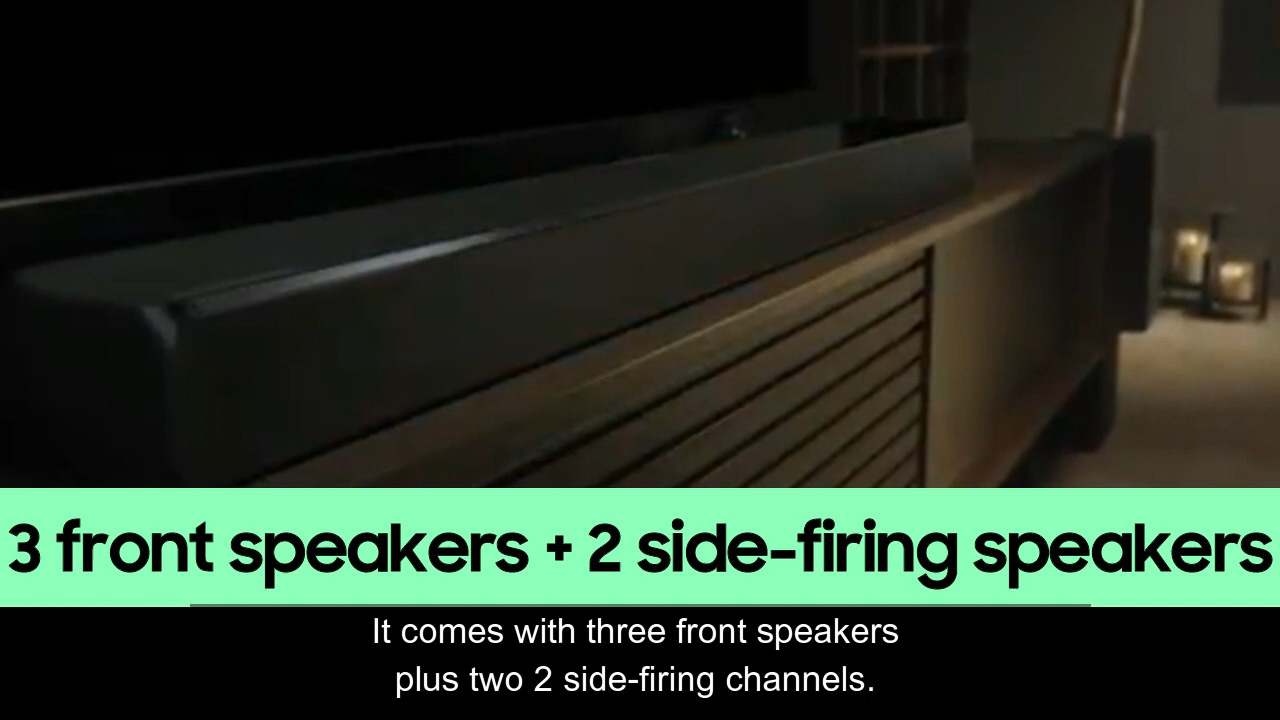 3 front speakers + 2 side-firing speakers
It comes with three front speakers
plus two 2 side-firing channels.